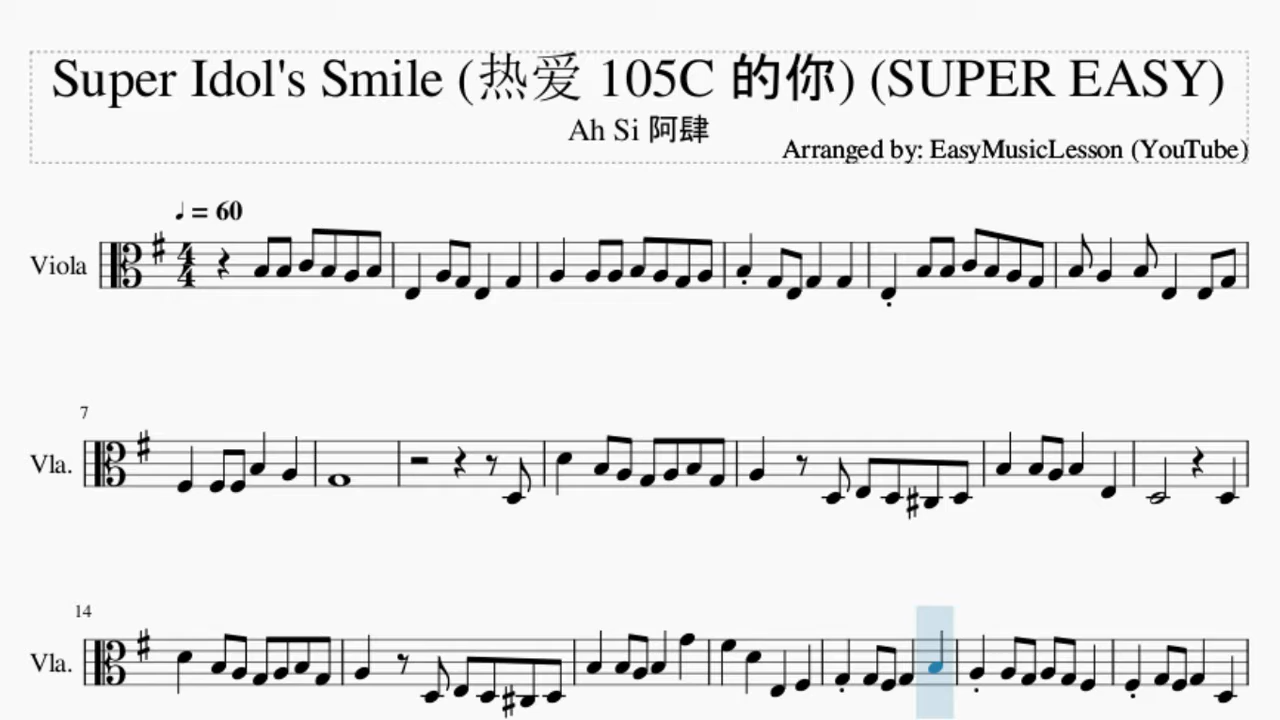 Super Idol's Smile (热爱 105C 的你) (SUPER EASY)
Ah Si 阿肆
Arranged by: EasyMusicLesson (YouTube)
♩ = 60
Viola
7
Vla.
14
Vla.